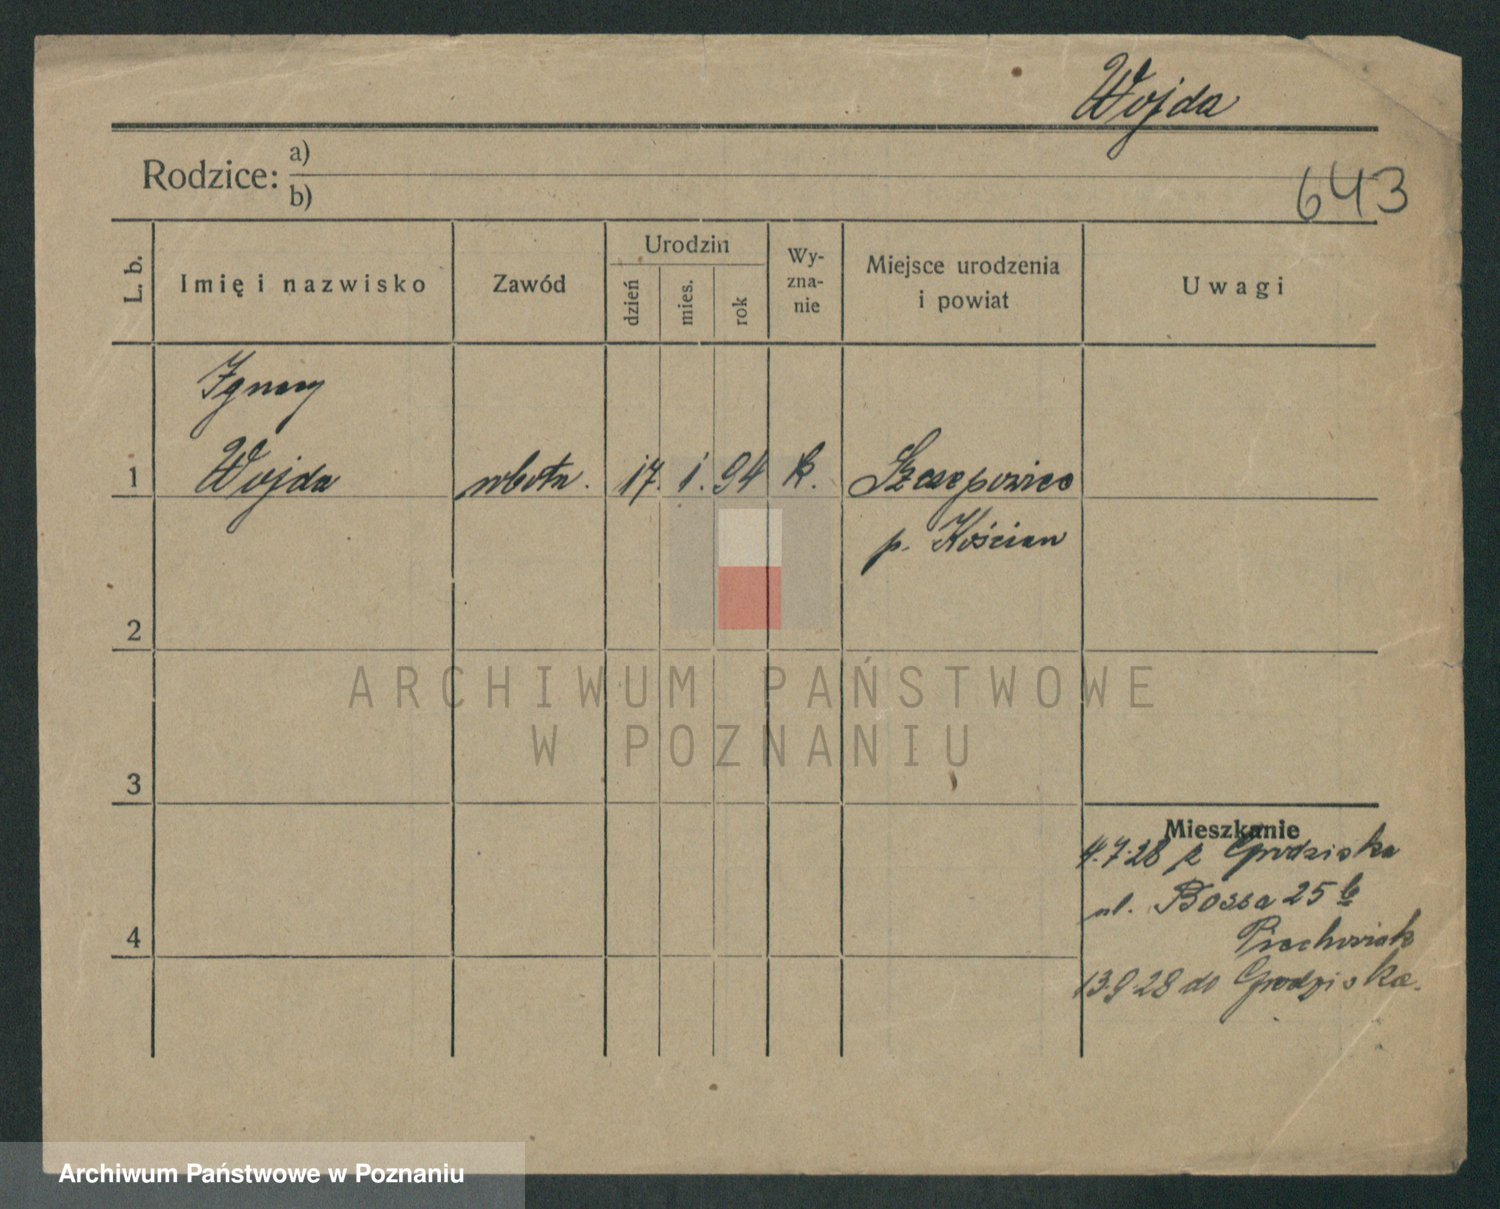 Wojda
Rodzice: a)
b)
643
L. b.
Imię i nazwisko
Zawód
Urodzin
dzień
mies.
rok
Wy-
zna-
nie
Miejsce urodzenia
i powiat
Uwagi
Ignacy
1 Wojda robotn. 17. 1. 94 k. Szczepowice
p. Kościan
2
ARCHIWUM PAŃSTWOWE
W POZNANIU
3
Mieszkanie
4.7.28 z Grodziska
ul. Bossa 25 b
Piechowiak
4
13.9.28 do Grodziska.
Archiwum Państwowe w Poznaniu